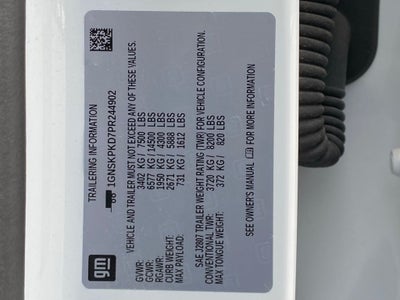 gm
TRAILERING INFORMATION
1GNSKPKD7PR244902
VEHICLE AND TRAILER MUST NOT EXCEED ANY OF THESE VALUES.
GVWR: 3402 KG / 7500 LBS
GCWR: 6577 KG / 14500 LBS
RGAWR: 1950 KG / 4300 LBS
CURB WEIGHT: 2671 KG / 5888 LBS
MAX PAYLOAD: 731 KG / 1612 LBS
SAE J2807 TRAILER WEIGHT RATING (TWR) FOR VEHICLE CONFIGURATION.
CONVENTIONAL TWR: 3720 KG / 8200 LBS
MAX TONGUE WEIGHT: 372 KG / 820 LBS
SEE OWNER'S MANUAL FOR MORE INFORMATION